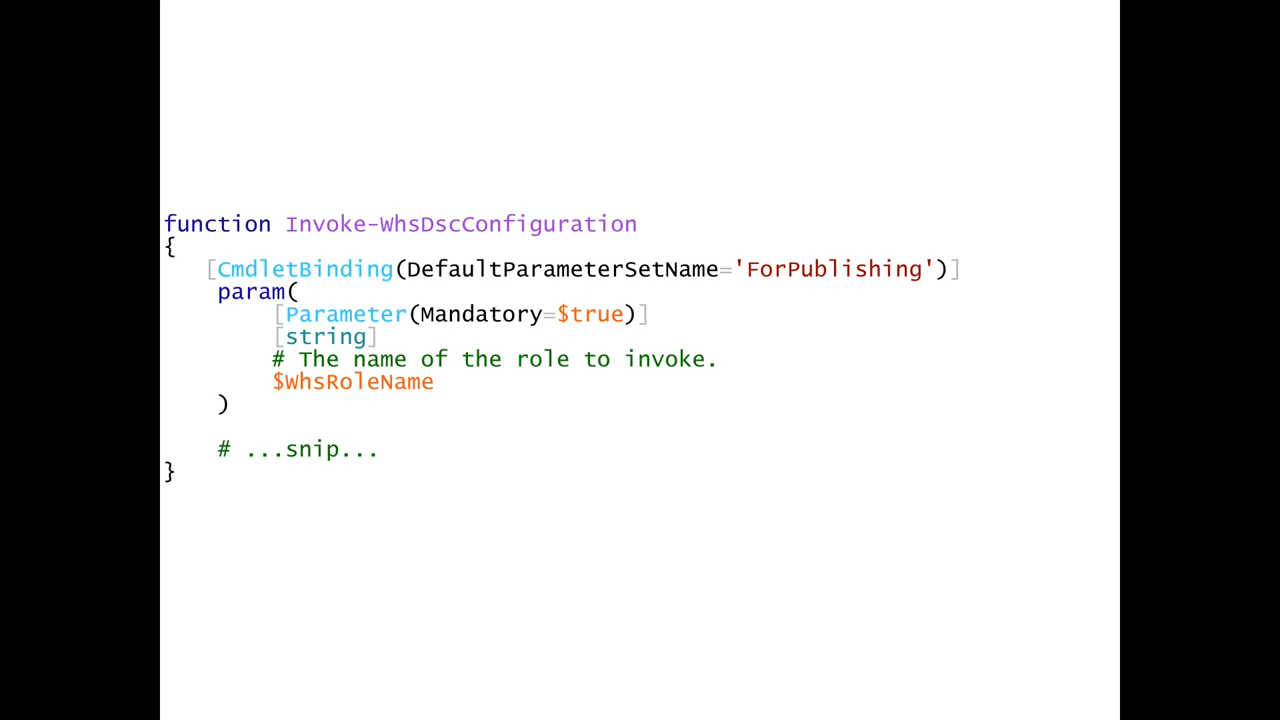 function Invoke-WhsDscConfiguration
{
[CmdletBinding(DefaultParameterSetName='ForPublishing')]
param(
[Parameter(Mandatory=$true)]
[string]
# The name of the role to invoke.
$WhsRoleName
)
# ...snip...
}